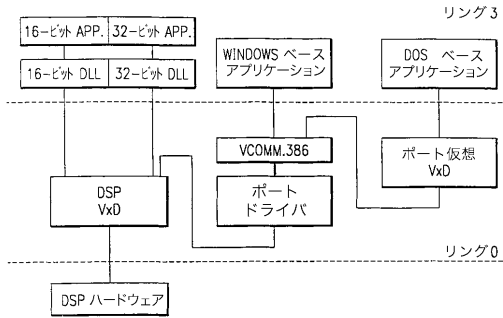 リング3
16-ビット APP. 32-ビット APP.
16-ビット DLL 32-ビット DLL
WINDOWS ベース
アプリケーション
DOS ベース
アプリケーション
VCOMM.386
ポート仮想
VxD
DSP
VxD
ポート
ドライバ
リング0
DSP ハードウェア